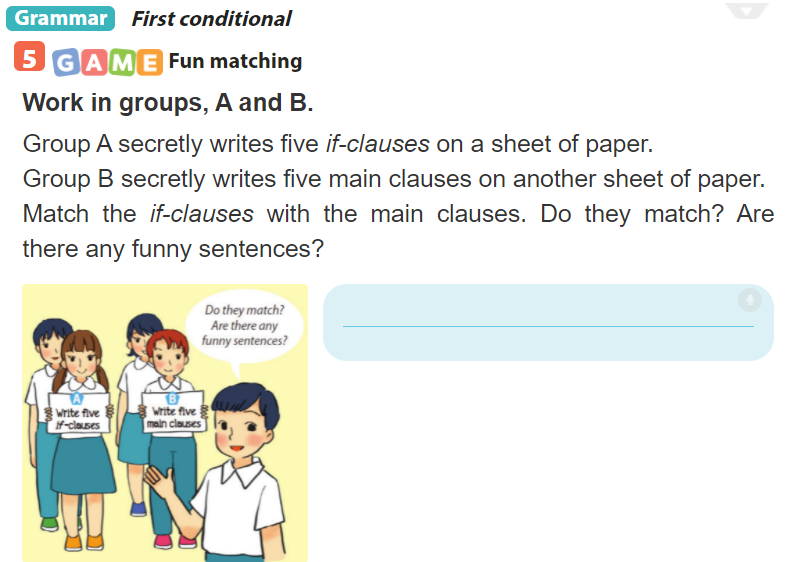 Grammar First conditional
5 GAME Fun matching
Work in groups, A and B.
Group A secretly writes five if-clauses on a sheet of paper.
Group B secretly writes five main clauses on another sheet of paper.
Match the if-clauses with the main clauses. Do they match? Are
there any funny sentences?
Do they match?
Are there any
funny sentences?
A
Write five
if-clauses
B
Write five
main clauses